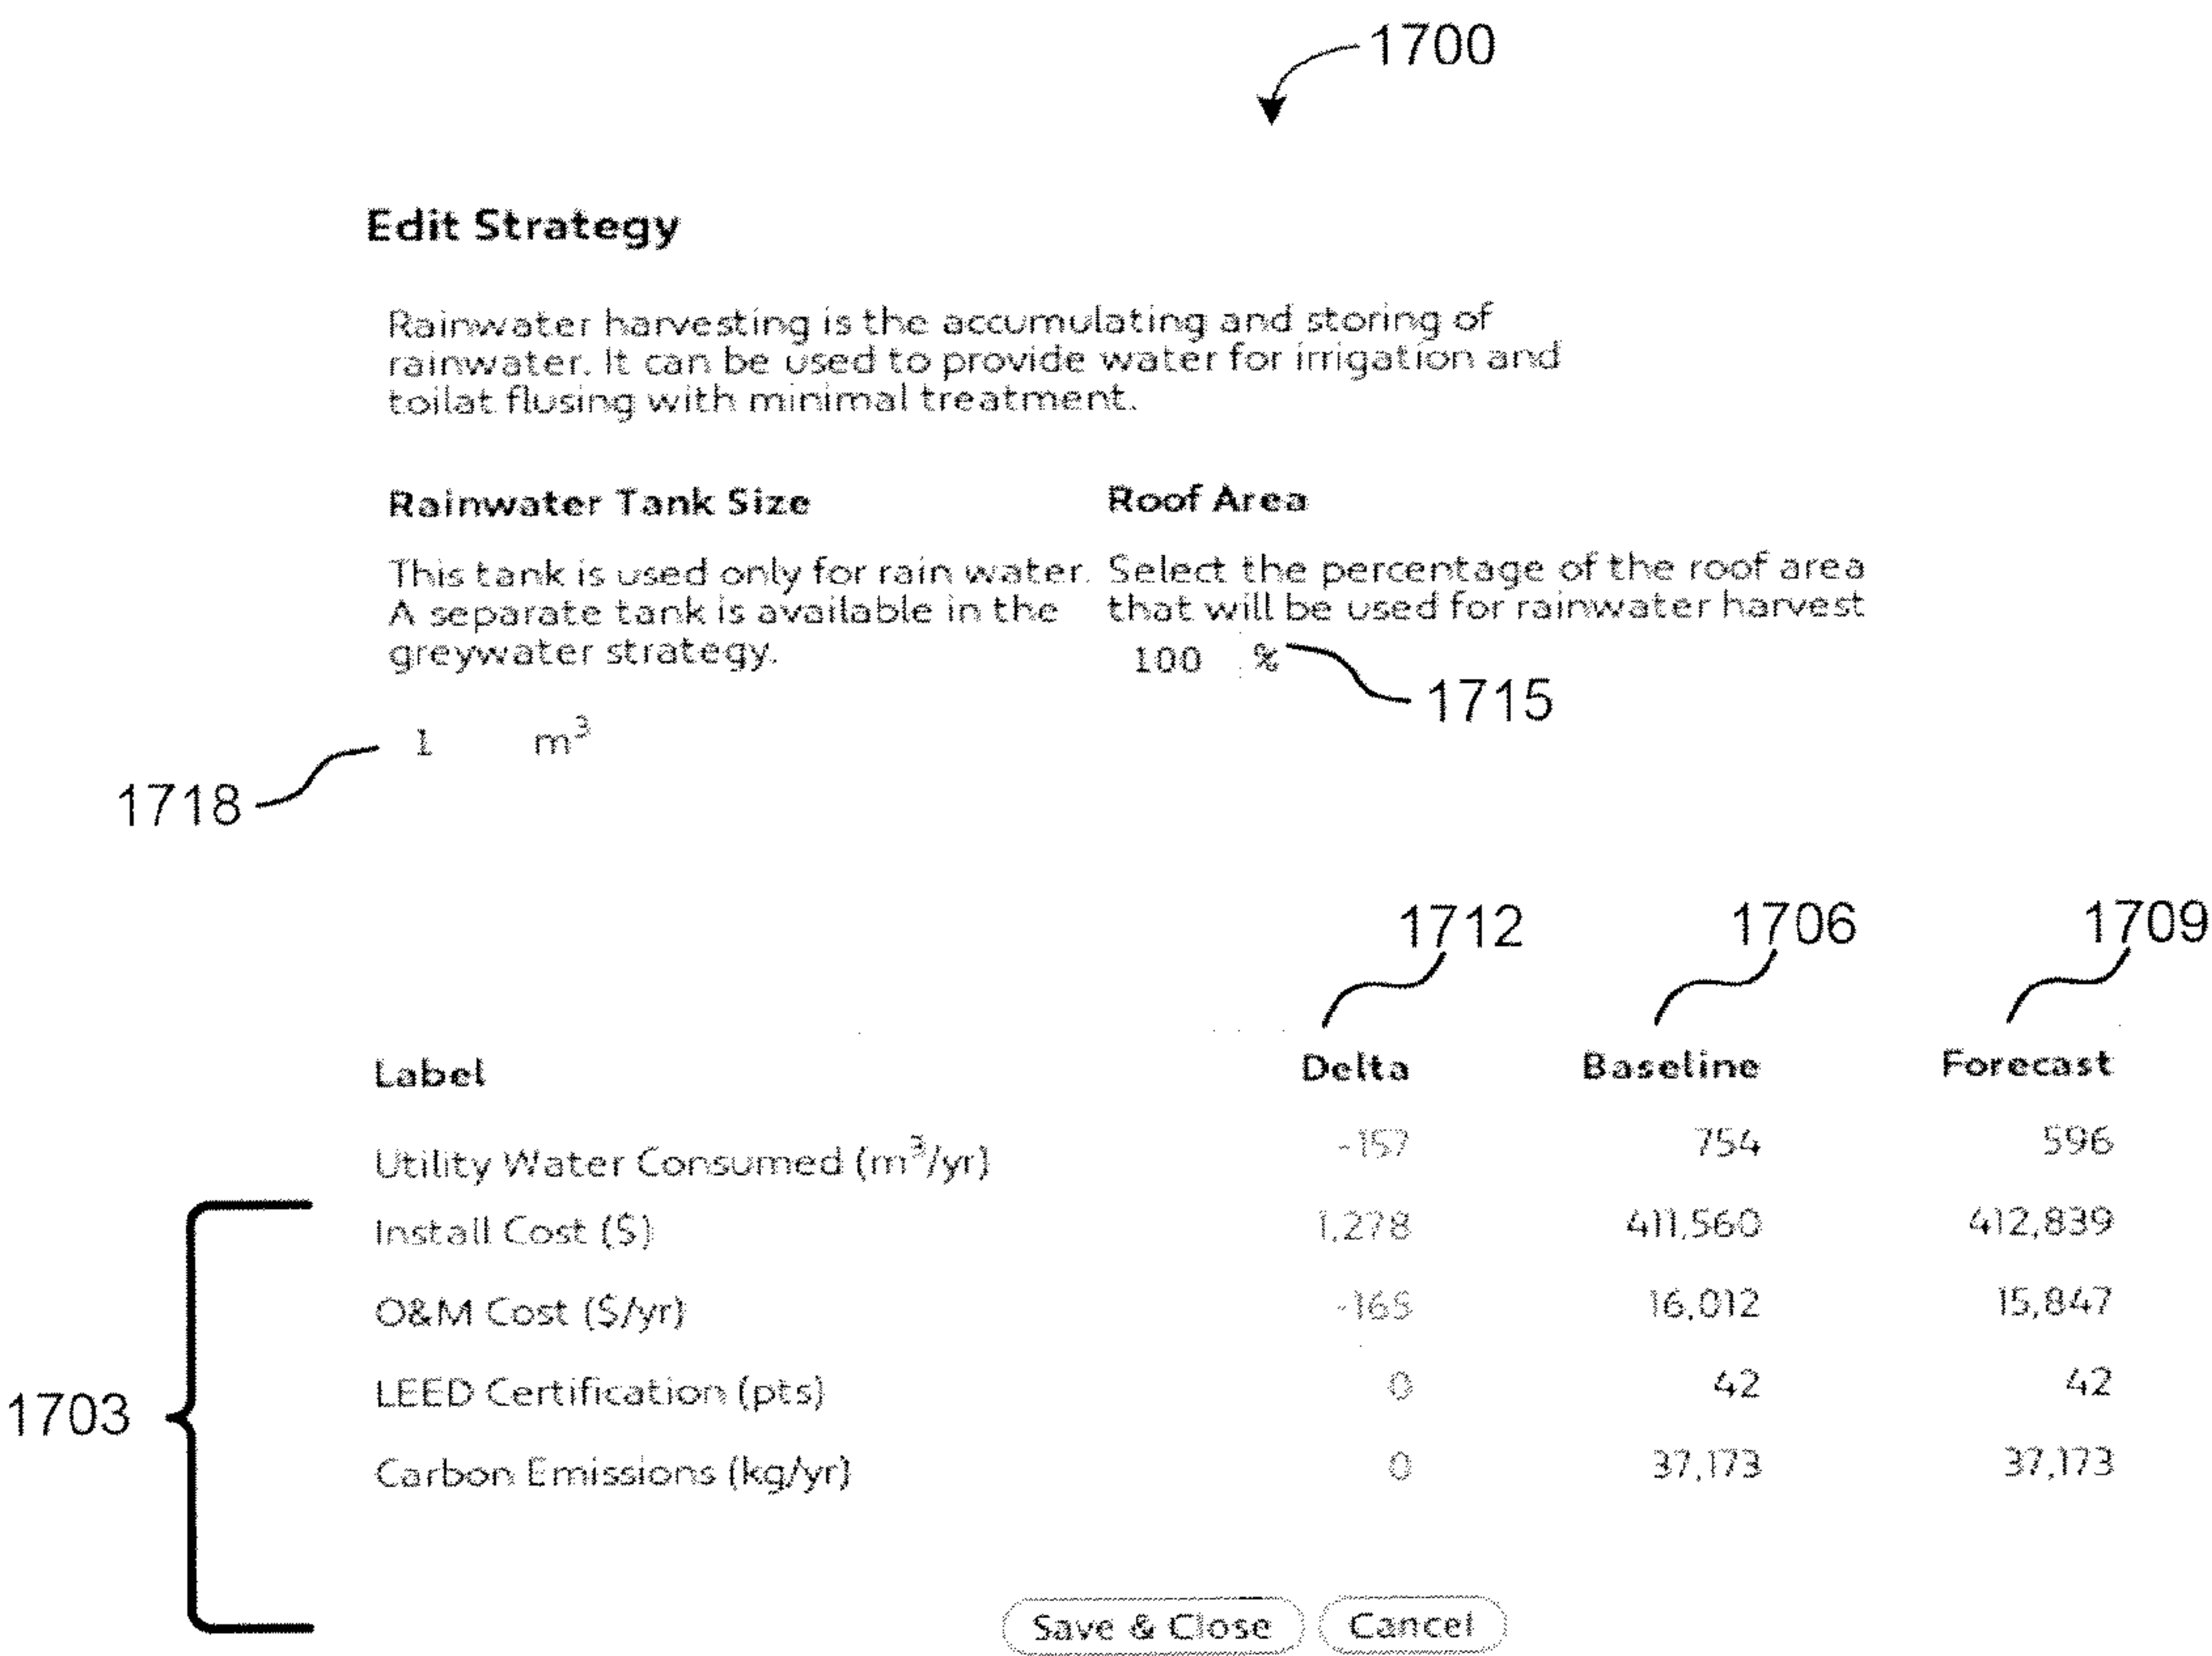 1700
Edit Strategy
Rainwater harvesting is the accumulating and storing of
rainwater. It can be used to provide water for irrigation and
toilat flusing with minimal treatment.
Rainwater Tank Size
This tank is used only for rain water.
A separate tank is available in the
greywater strategy.
1 m³
1718
Roof Area
Select the percentage of the roof area
that will be used for rainwater harvest
100 %
1715
1712 1706 1709
Label Delta Baseline Forecast
Utility Water Consumed (m³/yr) -157 754 596
Install Cost ($) 1,278 411,560 412,839
O&M Cost ($/yr) -165 16,012 15,847
LEED Certification (pts) 0 42 42
Carbon Emissions (kg/yr) 0 37,173 37,173
1703
Save & Close Cancel